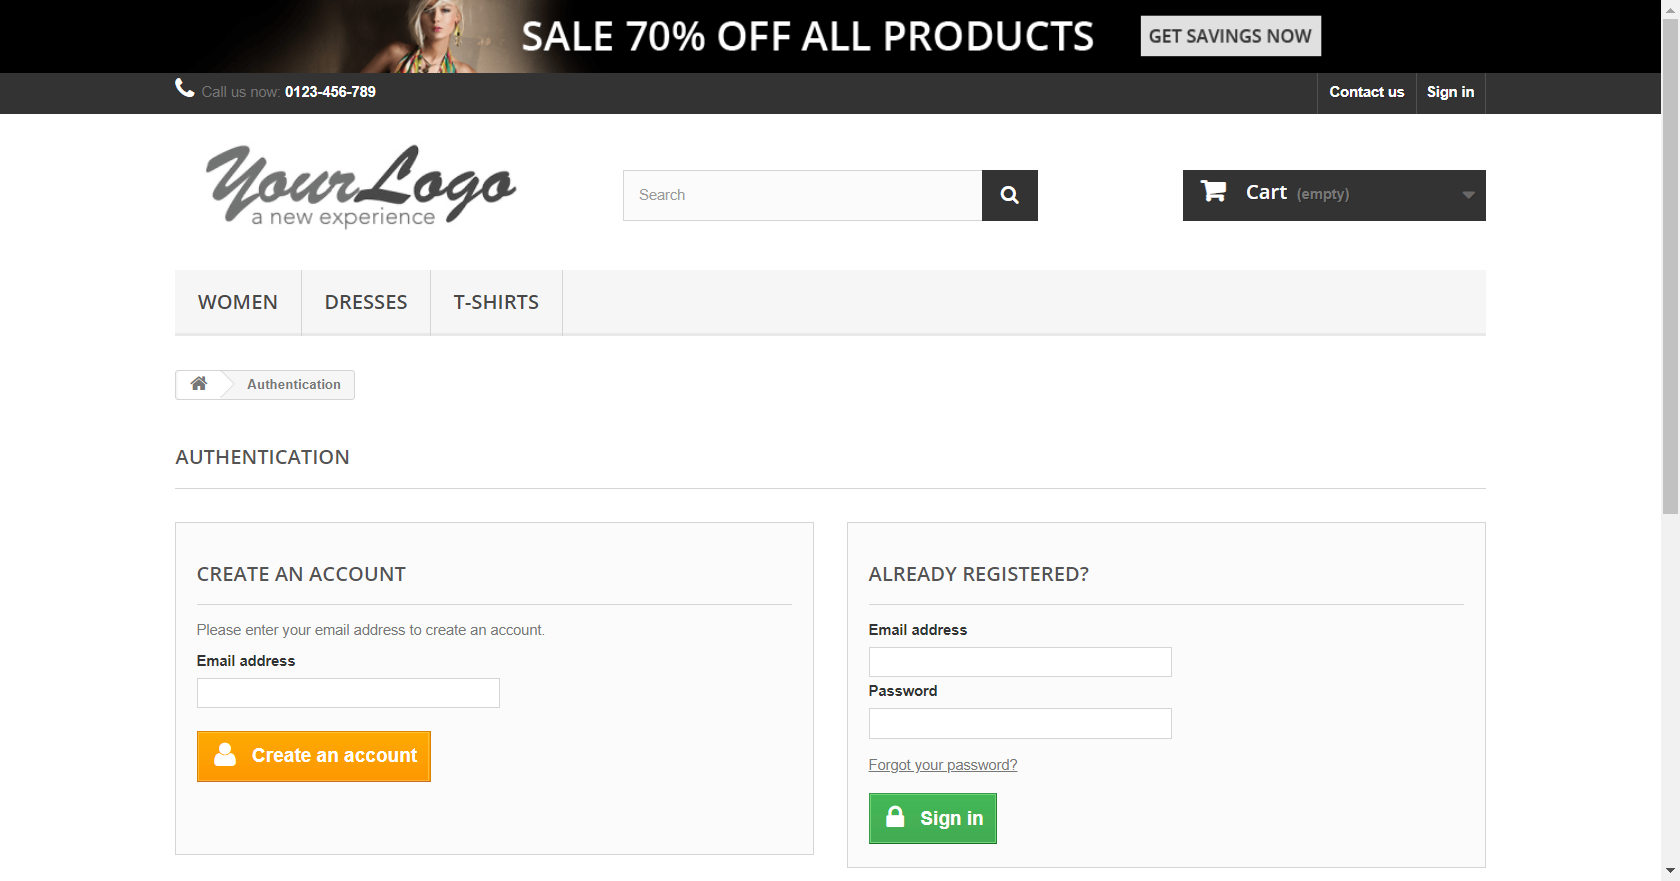 SALE 70% OFF ALL PRODUCTS GET SAVINGS NOW
Call us now: 0123-456-789 Contact us Sign in
YourLogo
a new experience
Search
Cart (empty)
WOMEN DRESSES T-SHIRTS
Authentication
AUTHENTICATION
CREATE AN ACCOUNT
Please enter your email address to create an account.
Email address
Create an account
ALREADY REGISTERED?
Email address
Password
Forgot your password?
Sign in